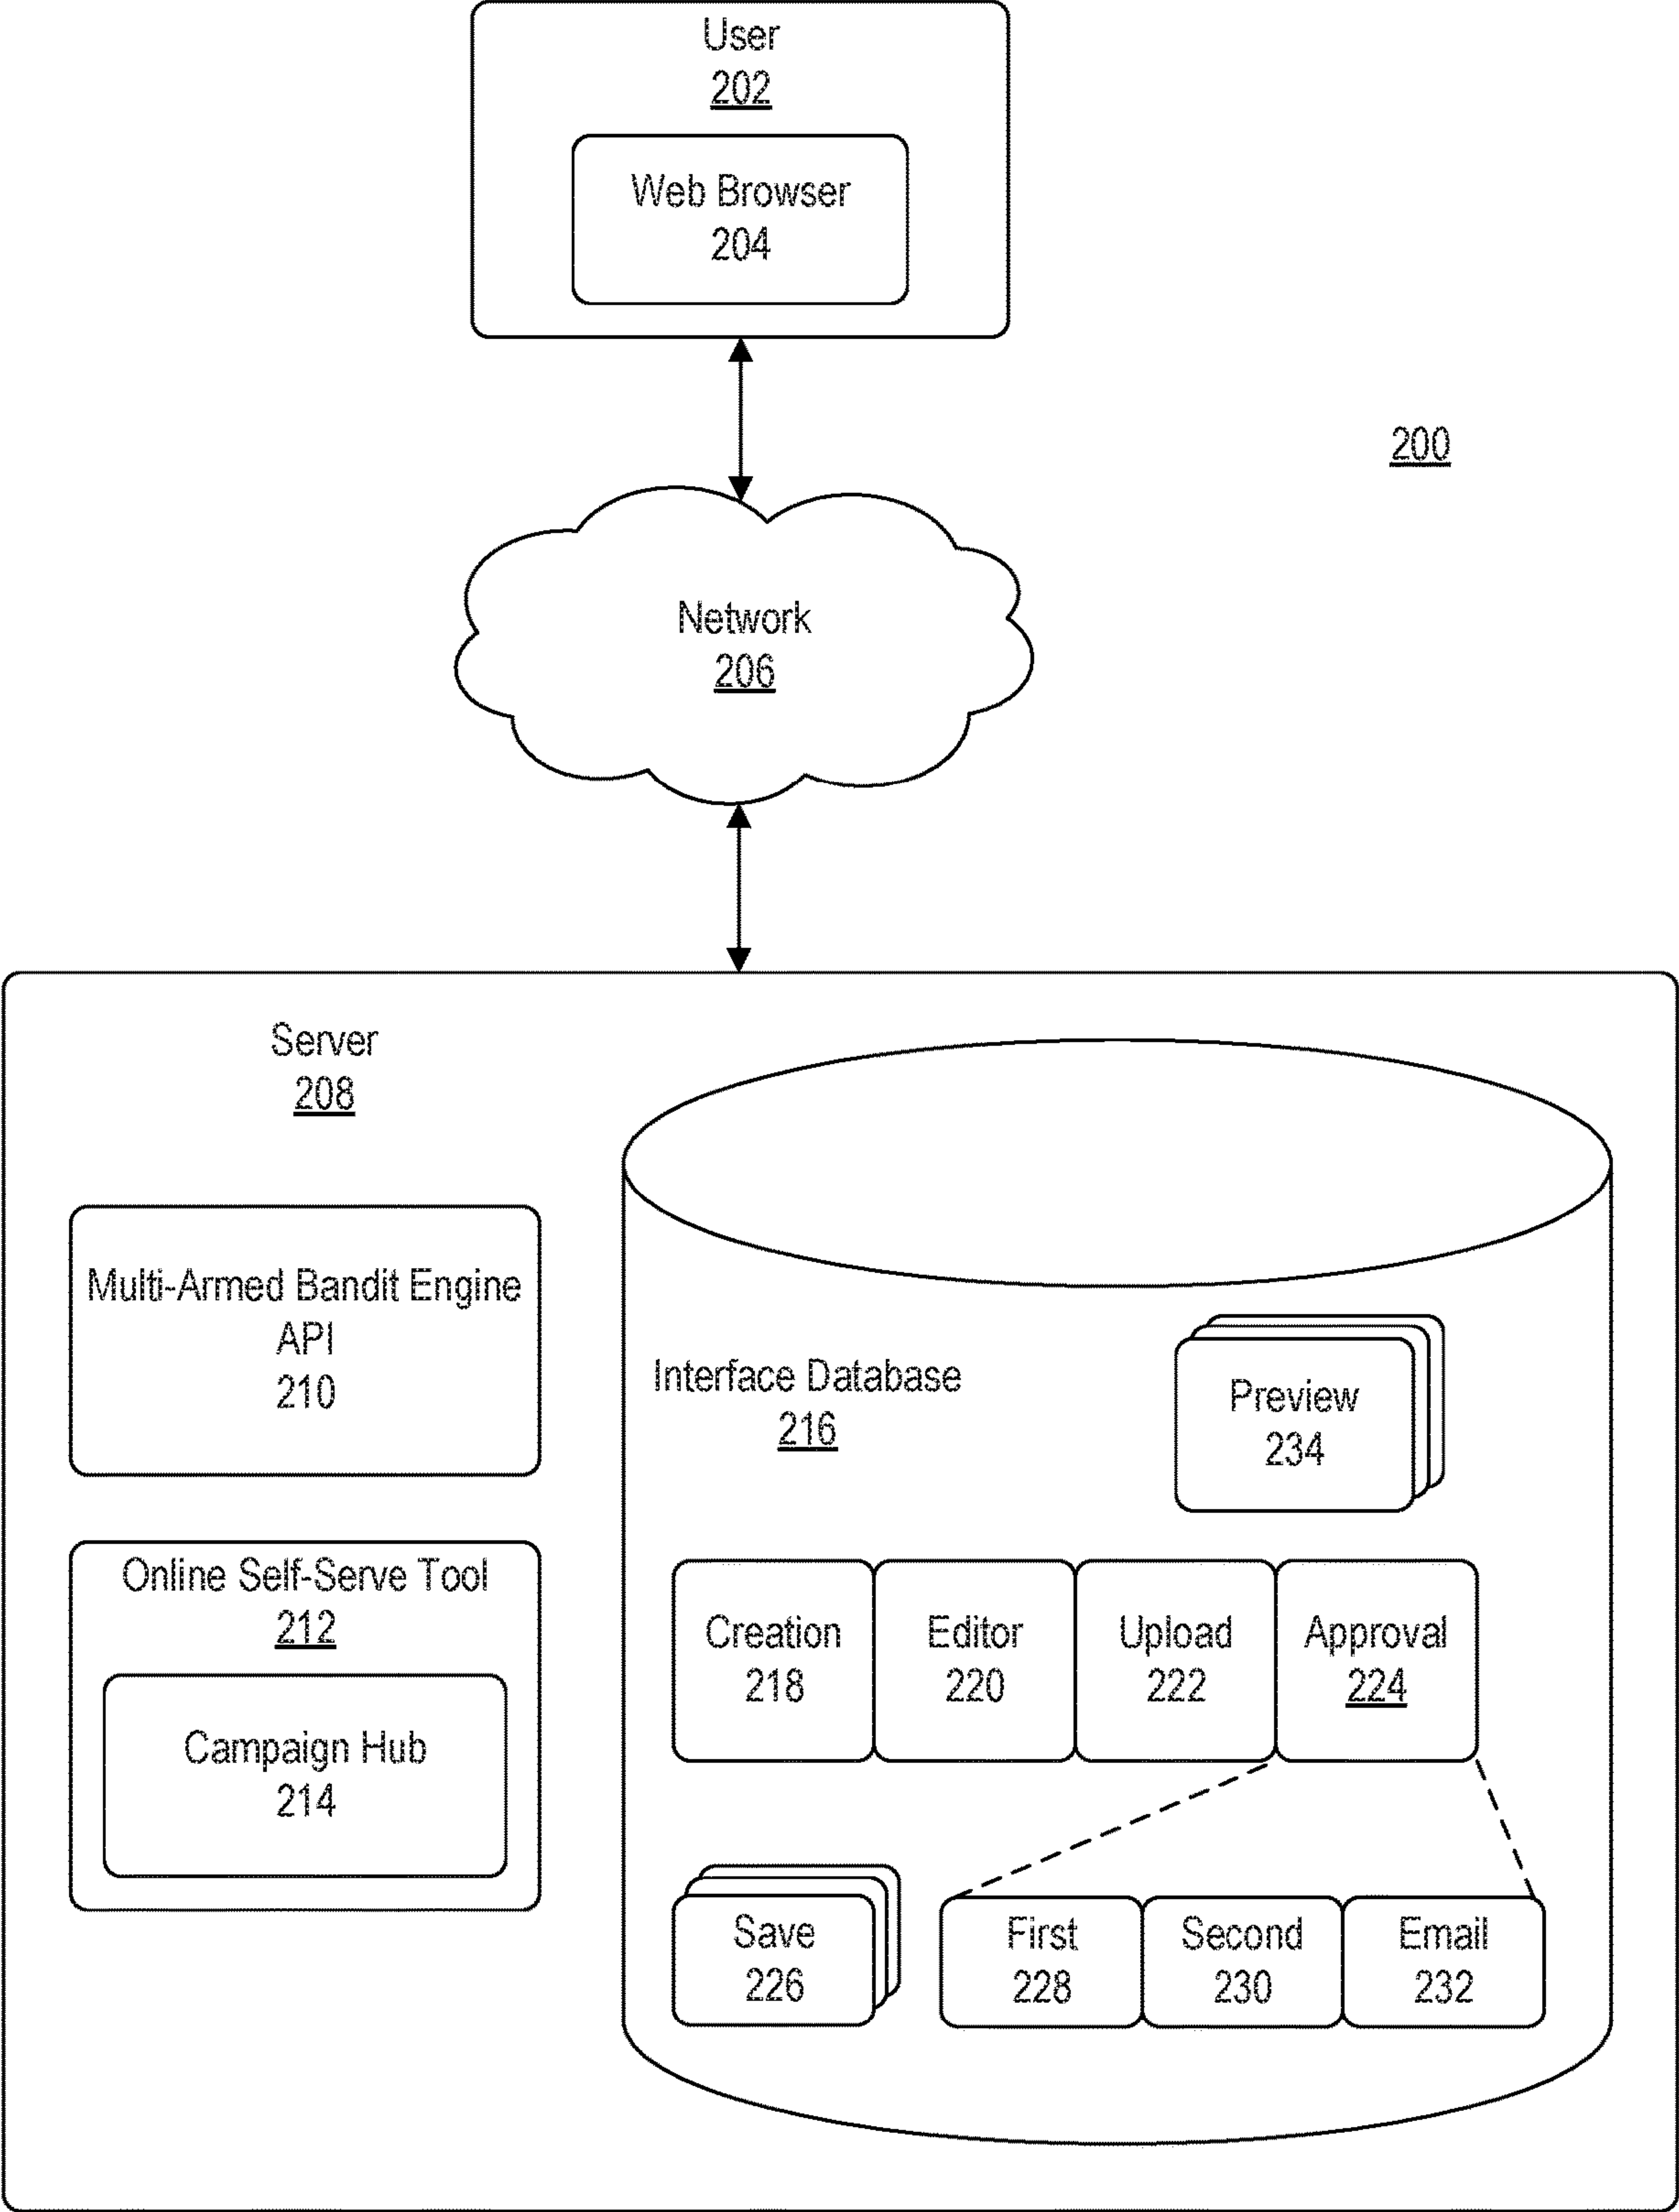 User
202
Web Browser
204
200
Network
206
Server
208
Multi-Armed Bandit Engine
API
210
Interface Database
216
Preview
234
Online Self-Serve Tool
212
Campaign Hub
214
Creation
218
Editor
220
Upload
222
Approval
224
Save
226
First
228
Second
230
Email
232